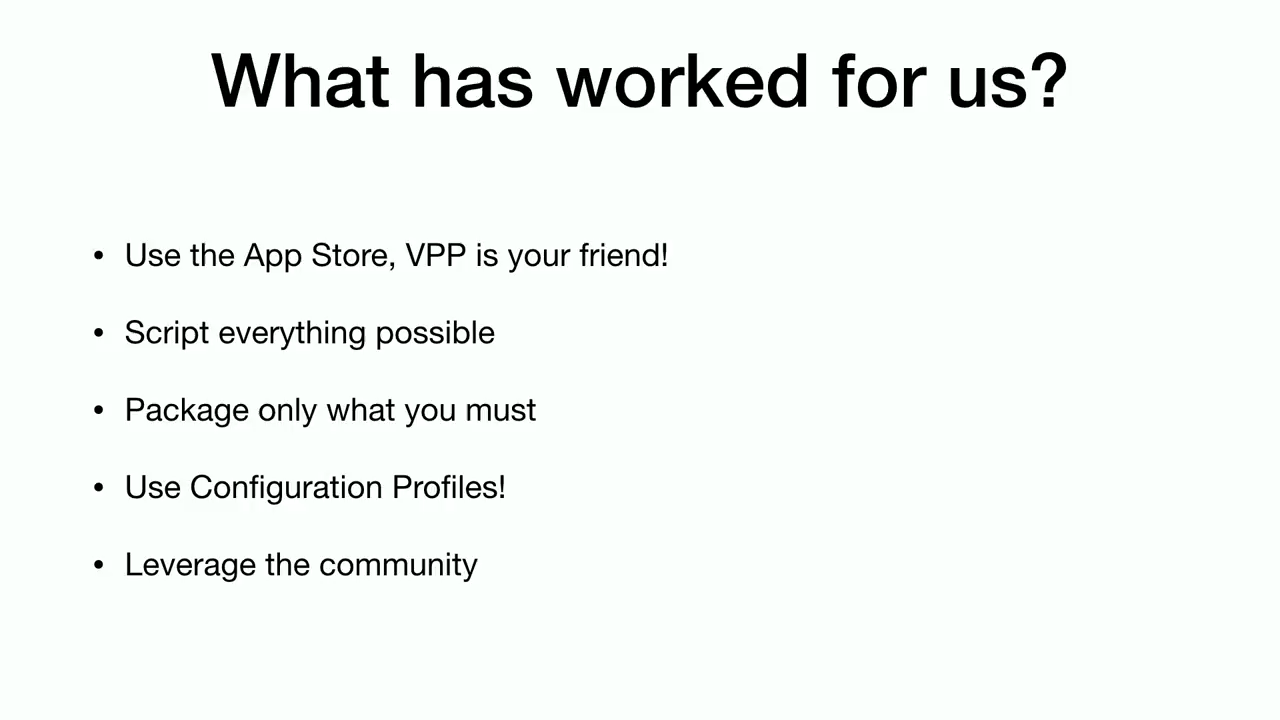 What has worked for us?
• Use the App Store, VPP is your friend!
• Script everything possible
• Package only what you must
• Use Configuration Profiles!
• Leverage the community